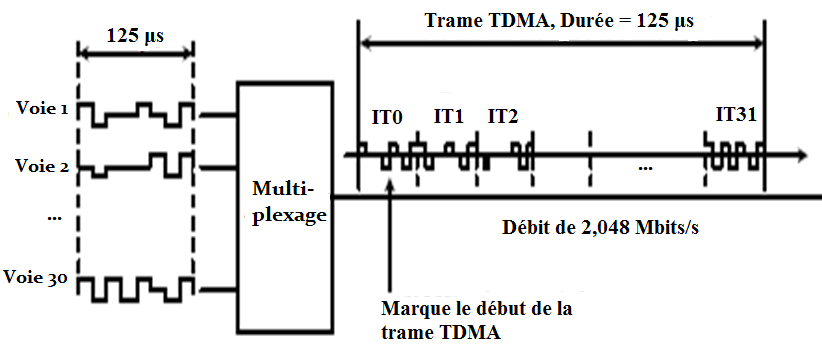 Trame TDMA, Durée = 125 µs
125 µs
Voie 1
Voie 2
...
Voie 30
Multi-
plexage
IT0
IT1
IT2
...
IT31
Débit de 2,048 Mbits/s
Marque le début de la
trame TDMA